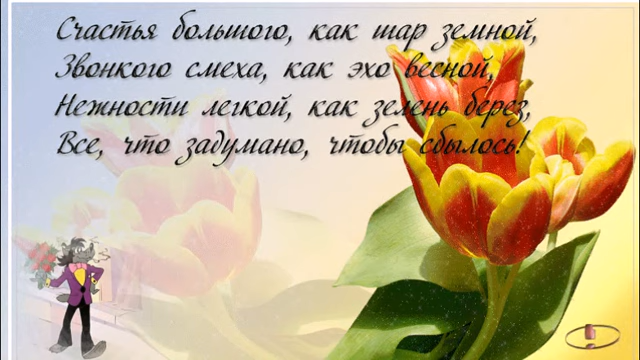 Счастья большого, как шар земной,
Звонкого смеха, как эхо весной,
Нежности легкой, как зелень берез,
Все, что задумано, чтобы сбылось!